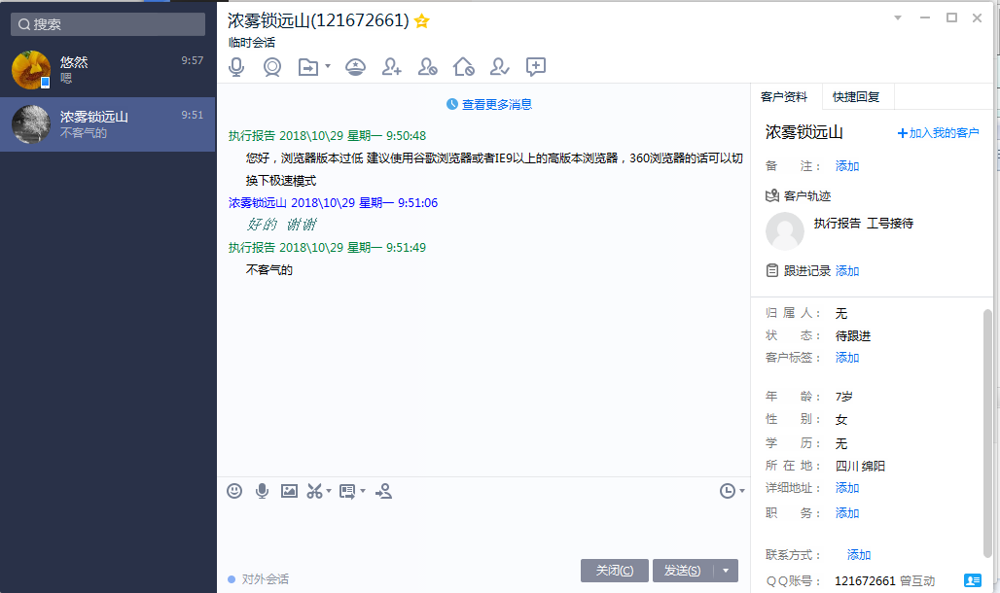 搜索
悠然
9:57
嗯
浓雾锁远山
9:51
不客气的
浓雾锁远山(121672661)
临时会话
查看更多消息
执行报告 2018\10\29 星期一 9:50:48
您好，浏览器版本过低 建议使用谷歌浏览器或者IE9以上的高版本浏览器，360浏览器的话可以切
换下极速模式
浓雾锁远山 2018\10\29 星期一 9:51:06
好的 谢谢
执行报告 2018\10\29 星期一 9:51:49
不客气的
对外会话
关闭(C)
发送(S)
客户资料
快捷回复
浓雾锁远山
加入我的客户
备 注： 添加
客户轨迹
执行报告 工号接待
跟进记录 添加
归 属 人： 无
状 态： 待跟进
客户标签： 添加
年 龄： 7岁
性 别： 女
学 历： 无
所 在 地： 四川 绵阳
详细地址： 添加
职 务： 添加
联系方式： 添加
ＱＱ账号： 121672661 曾互动